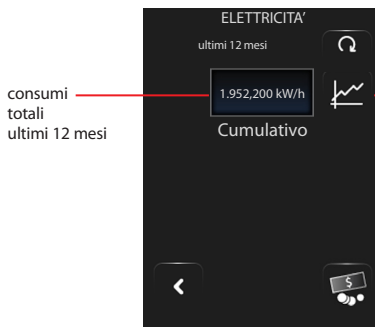 ELETTRICITA’
ultimi 12 mesi
1.952,200 kW/h
Cumulativo
consumi
totali
ultimi 12 mesi
$